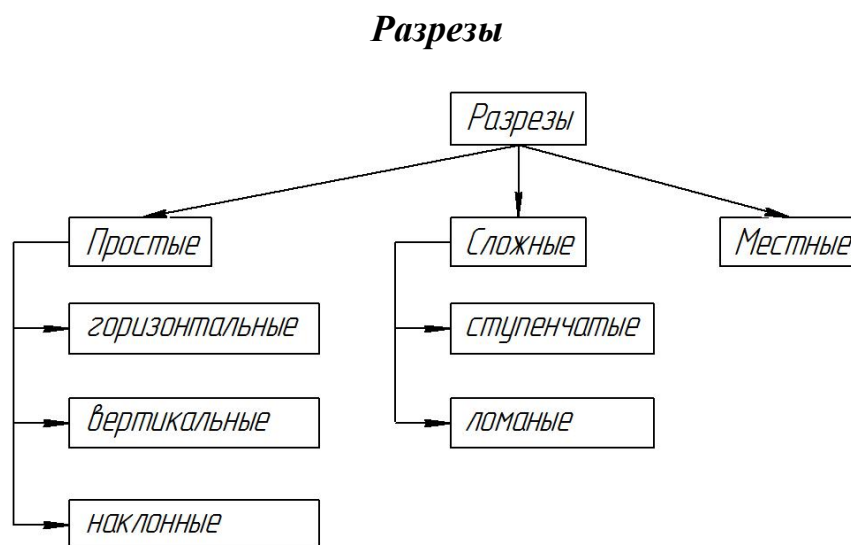 Разрезы
Разрезы
Простые
Сложные
Местные
горизонтальные
ступенчатые
вертикальные
ломаные
наклонные